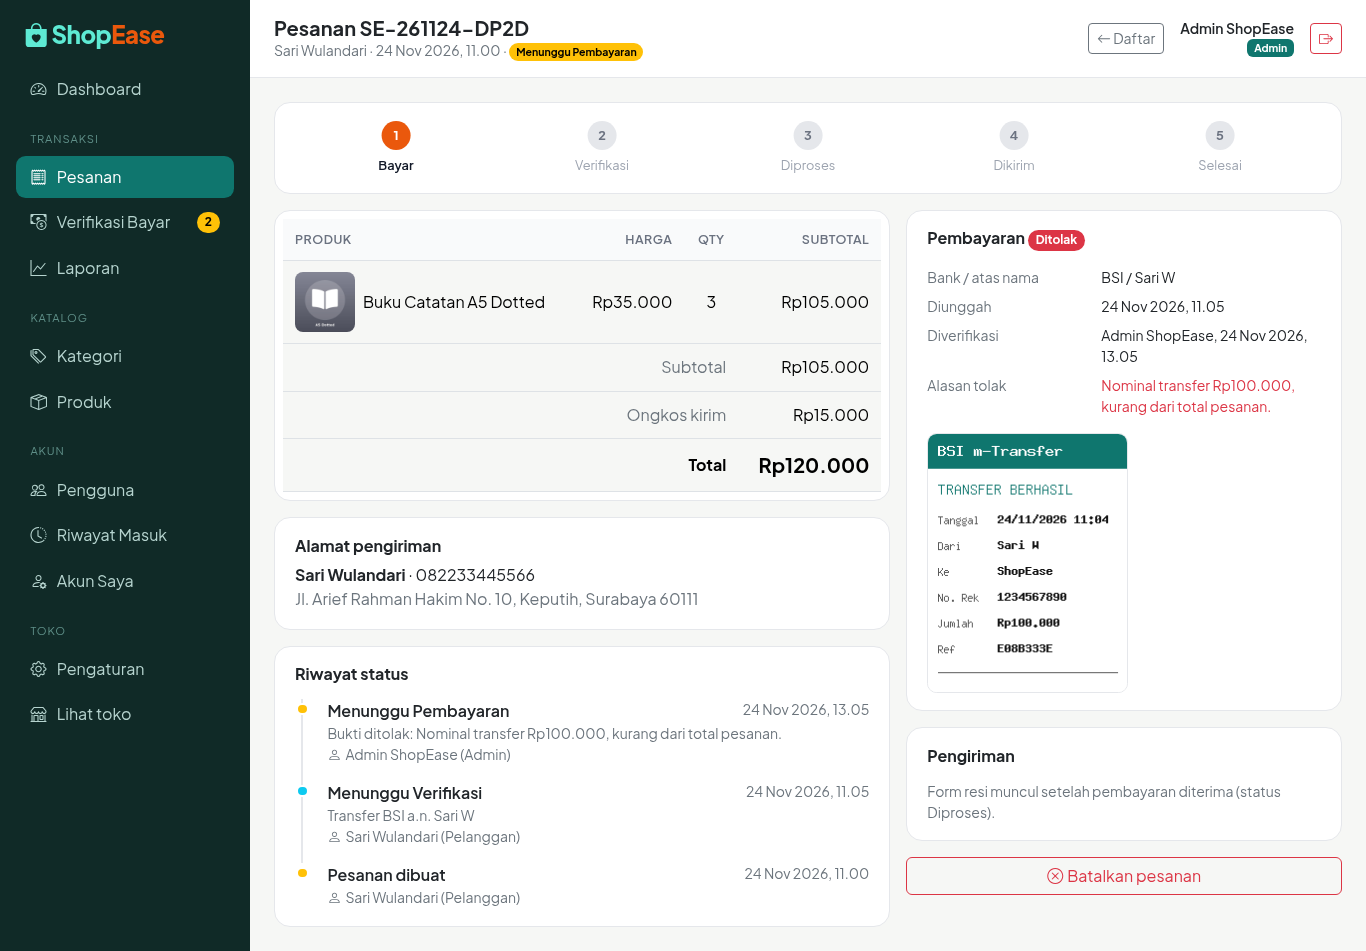 ShopEase
Dashboard
TRANSAKSI
Pesanan
Verifikasi Bayar 2
Laporan
KATALOG
Kategori
Produk
AKUN
Pengguna
Riwayat Masuk
Akun Saya
TOKO
Pengaturan
Lihat toko
Pesanan SE-261124-DP2D
Sari Wulandari · 24 Nov 2026, 11.00 · Menunggu Pembayaran
← Daftar
Admin ShopEase
Admin
1 2 3 4 5
Bayar Verifikasi Diproses Dikirim Selesai
PRODUK HARGA QTY SUBTOTAL
A5 Dotted
Buku Catatan A5 Dotted Rp35.000 3 Rp105.000
Subtotal Rp105.000
Ongkos kirim Rp15.000
Total Rp120.000
Alamat pengiriman
Sari Wulandari · 082233445566
Jl. Arief Rahman Hakim No. 10, Keputih, Surabaya 60111
Riwayat status
Menunggu Pembayaran 24 Nov 2026, 13.05
Bukti ditolak: Nominal transfer Rp100.000, kurang dari total pesanan.
Admin ShopEase (Admin)
Menunggu Verifikasi 24 Nov 2026, 11.05
Transfer BSI a.n. Sari W
Sari Wulandari (Pelanggan)
Pesanan dibuat 24 Nov 2026, 11.00
Sari Wulandari (Pelanggan)
Pembayaran Ditolak
Bank / atas nama BSI / Sari W
Diunggah 24 Nov 2026, 11.05
Diverifikasi Admin ShopEase, 24 Nov 2026,
13.05
Alasan tolak Nominal transfer Rp100.000,
kurang dari total pesanan.
BSI m-Transfer
TRANSFER BERHASIL
Tanggal 24/11/2026 11:04
Dari Sari W
Ke ShopEase
No. Rek 1234567890
Jumlah Rp100.000
Ref E08B333E
Pengiriman
Form resi muncul setelah pembayaran diterima (status
Diproses).
Batalkan pesanan